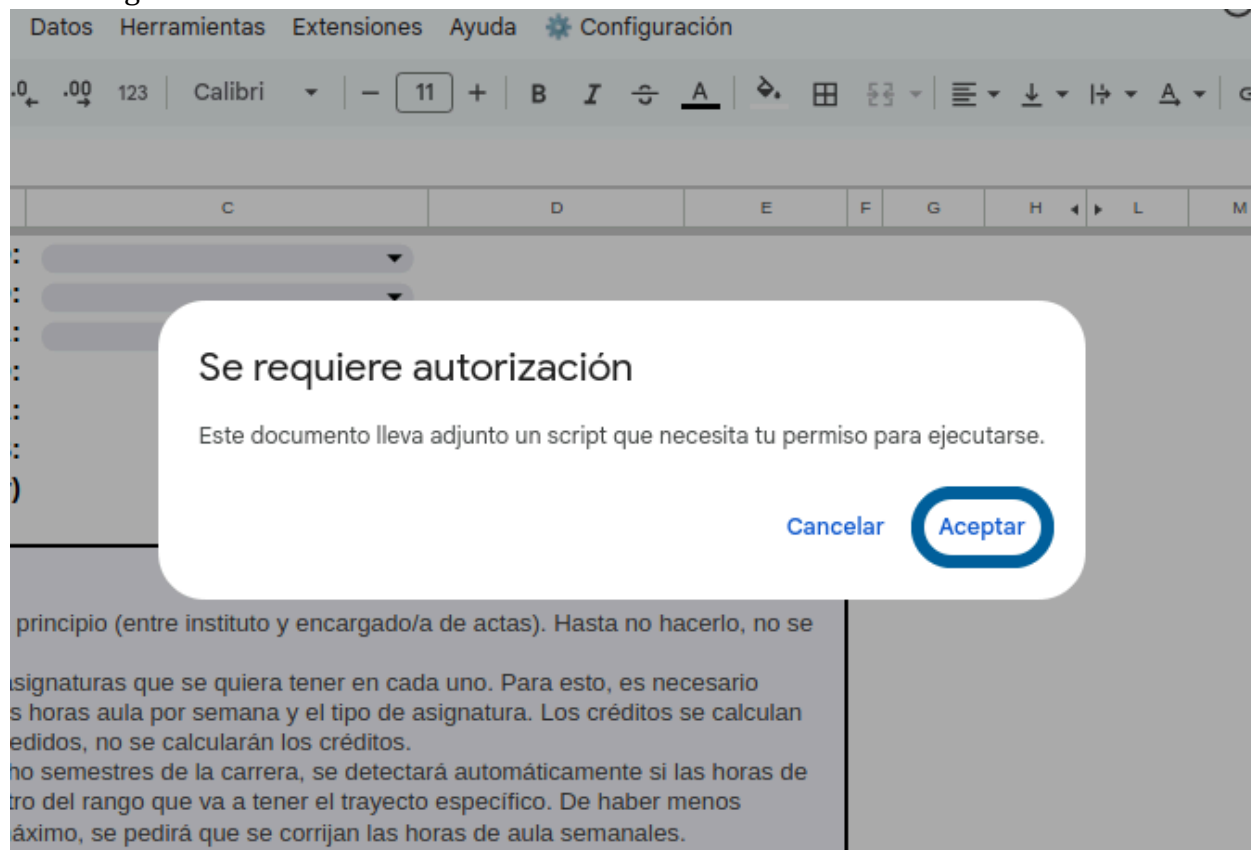 Datos Herramientas Extensiones Ayuda Configuración
.0 .00 123 Calibri 11 B I S A A
C D E F G H L M
:
:
:
:
:
:
)
Se requiere autorización
Este documento lleva adjunto un script que necesita tu permiso para ejecutarse.
Cancelar Aceptar
principio (entre instituto y encargado/a de actas). Hasta no hacerlo, no se
signaturas que se quiera tener en cada uno. Para esto, es necesario
s horas aula por semana y el tipo de asignatura. Los créditos se calculan
edidos, no se calcularán los créditos.
ho semestres de la carrera, se detectará automáticamente si las horas de
tro del rango que va a tener el trayecto específico. De haber menos
áximo, se pedirá que se corrijan las horas de aula semanales.